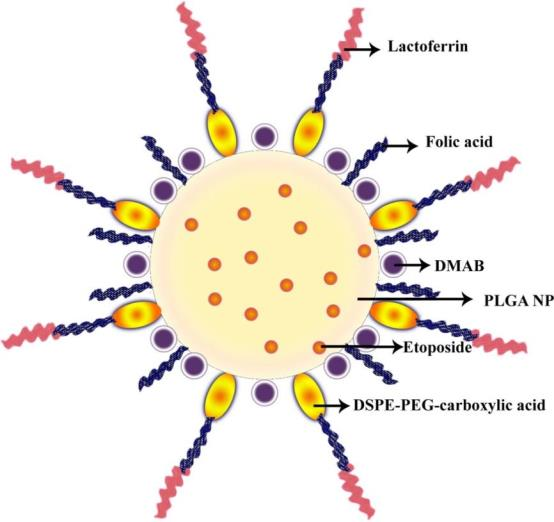 Lactoferrin
Folic acid
DMAB
PLGA NP
Etoposide
DSPE-PEG-carboxylic acid